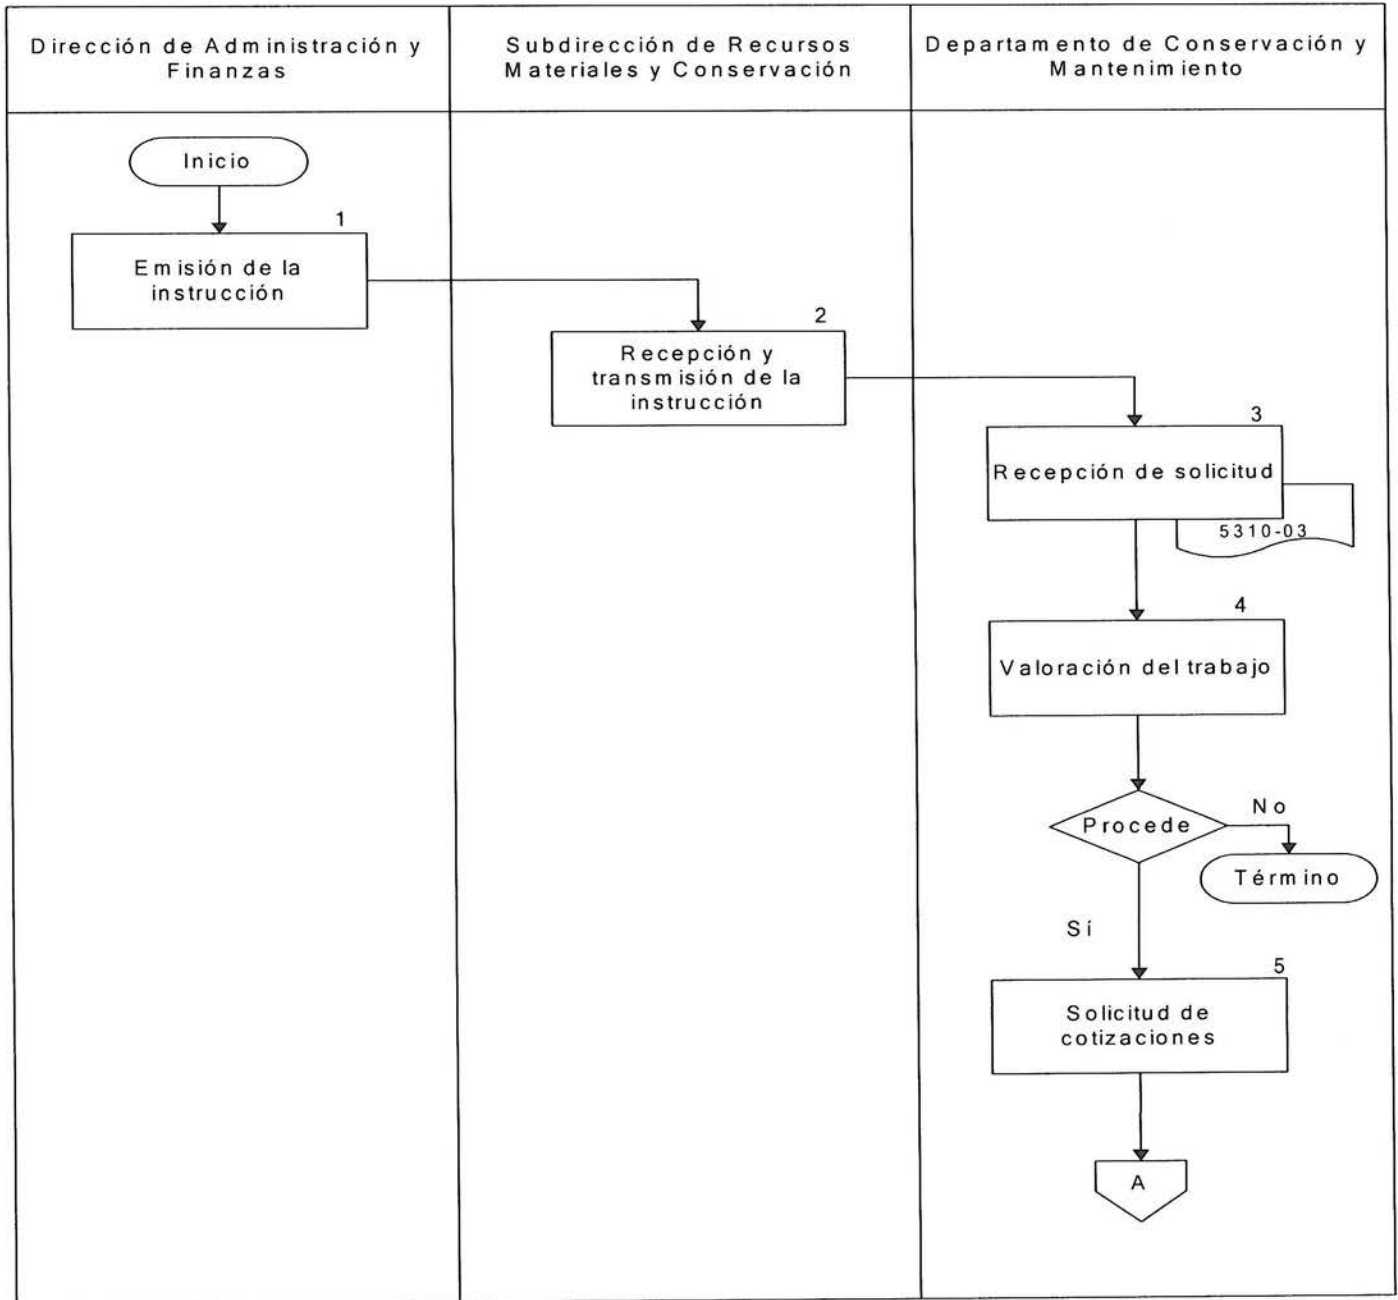 Dirección de Administración y
Finanzas
Subdirección de Recursos
Materiales y Conservación
Departamento de Conservación y
Mantenimiento
Inicio
1
Emisión de la
instrucción
2
Recepción y
transmisión de la
instrucción
3
Recepción de solicitud
5310-03
4
Valoración del trabajo
Procede
No
Término
Sí
5
Solicitud de
cotizaciones
A